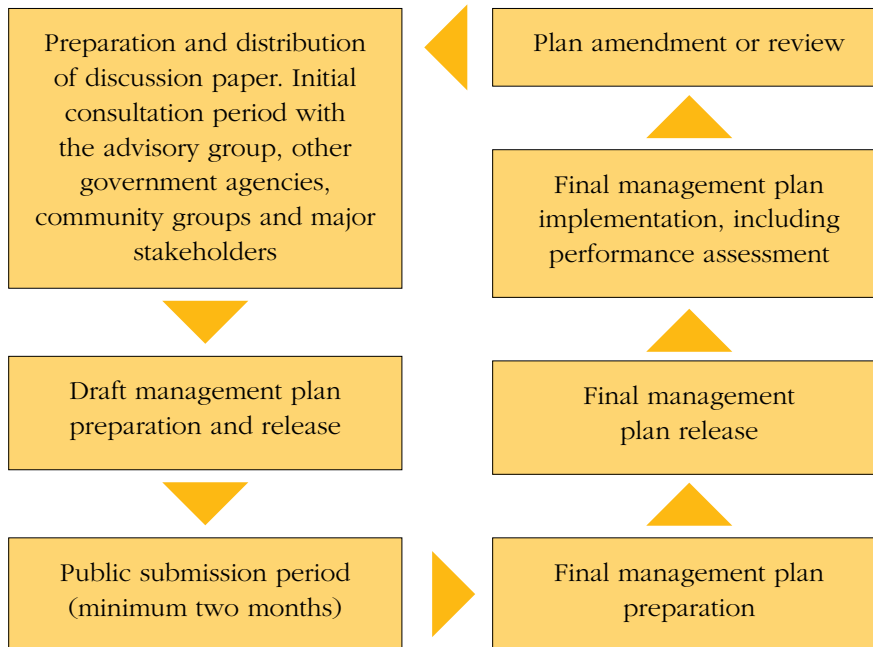 Preparation and distribution
of discussion paper. Initial
consultation period with
the advisory group, other
government agencies,
community groups and major
stakeholders
Draft management plan
preparation and release
Public submission period
(minimum two months)
Final management plan
preparation
Final management
plan release
Final management plan
implementation, including
performance assessment
Plan amendment or review